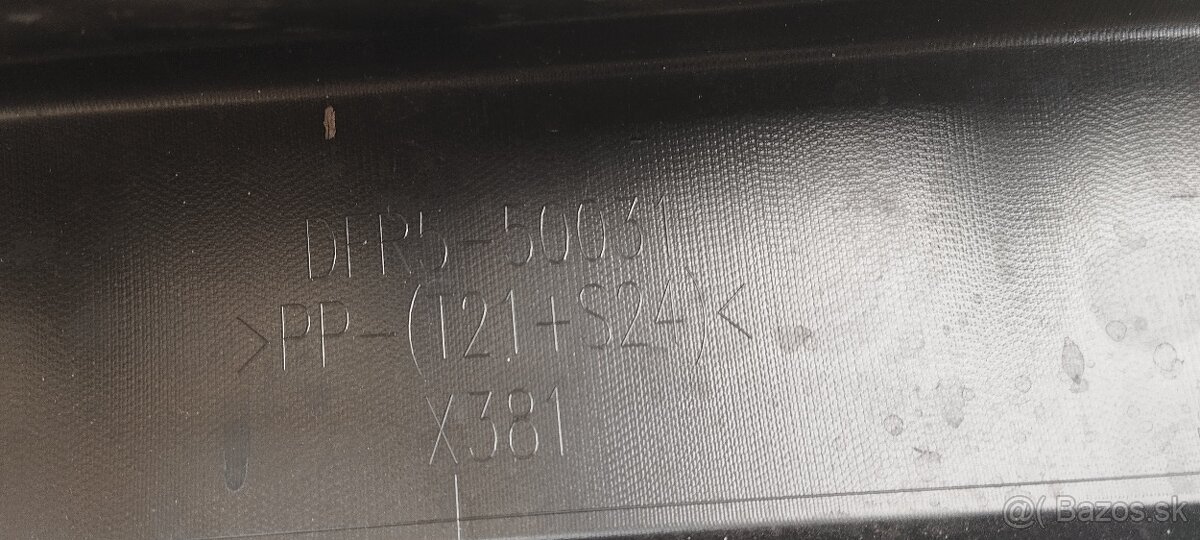 DFR5-50031
>PP-(T21+S24)<
X381
@( Bazos.sk